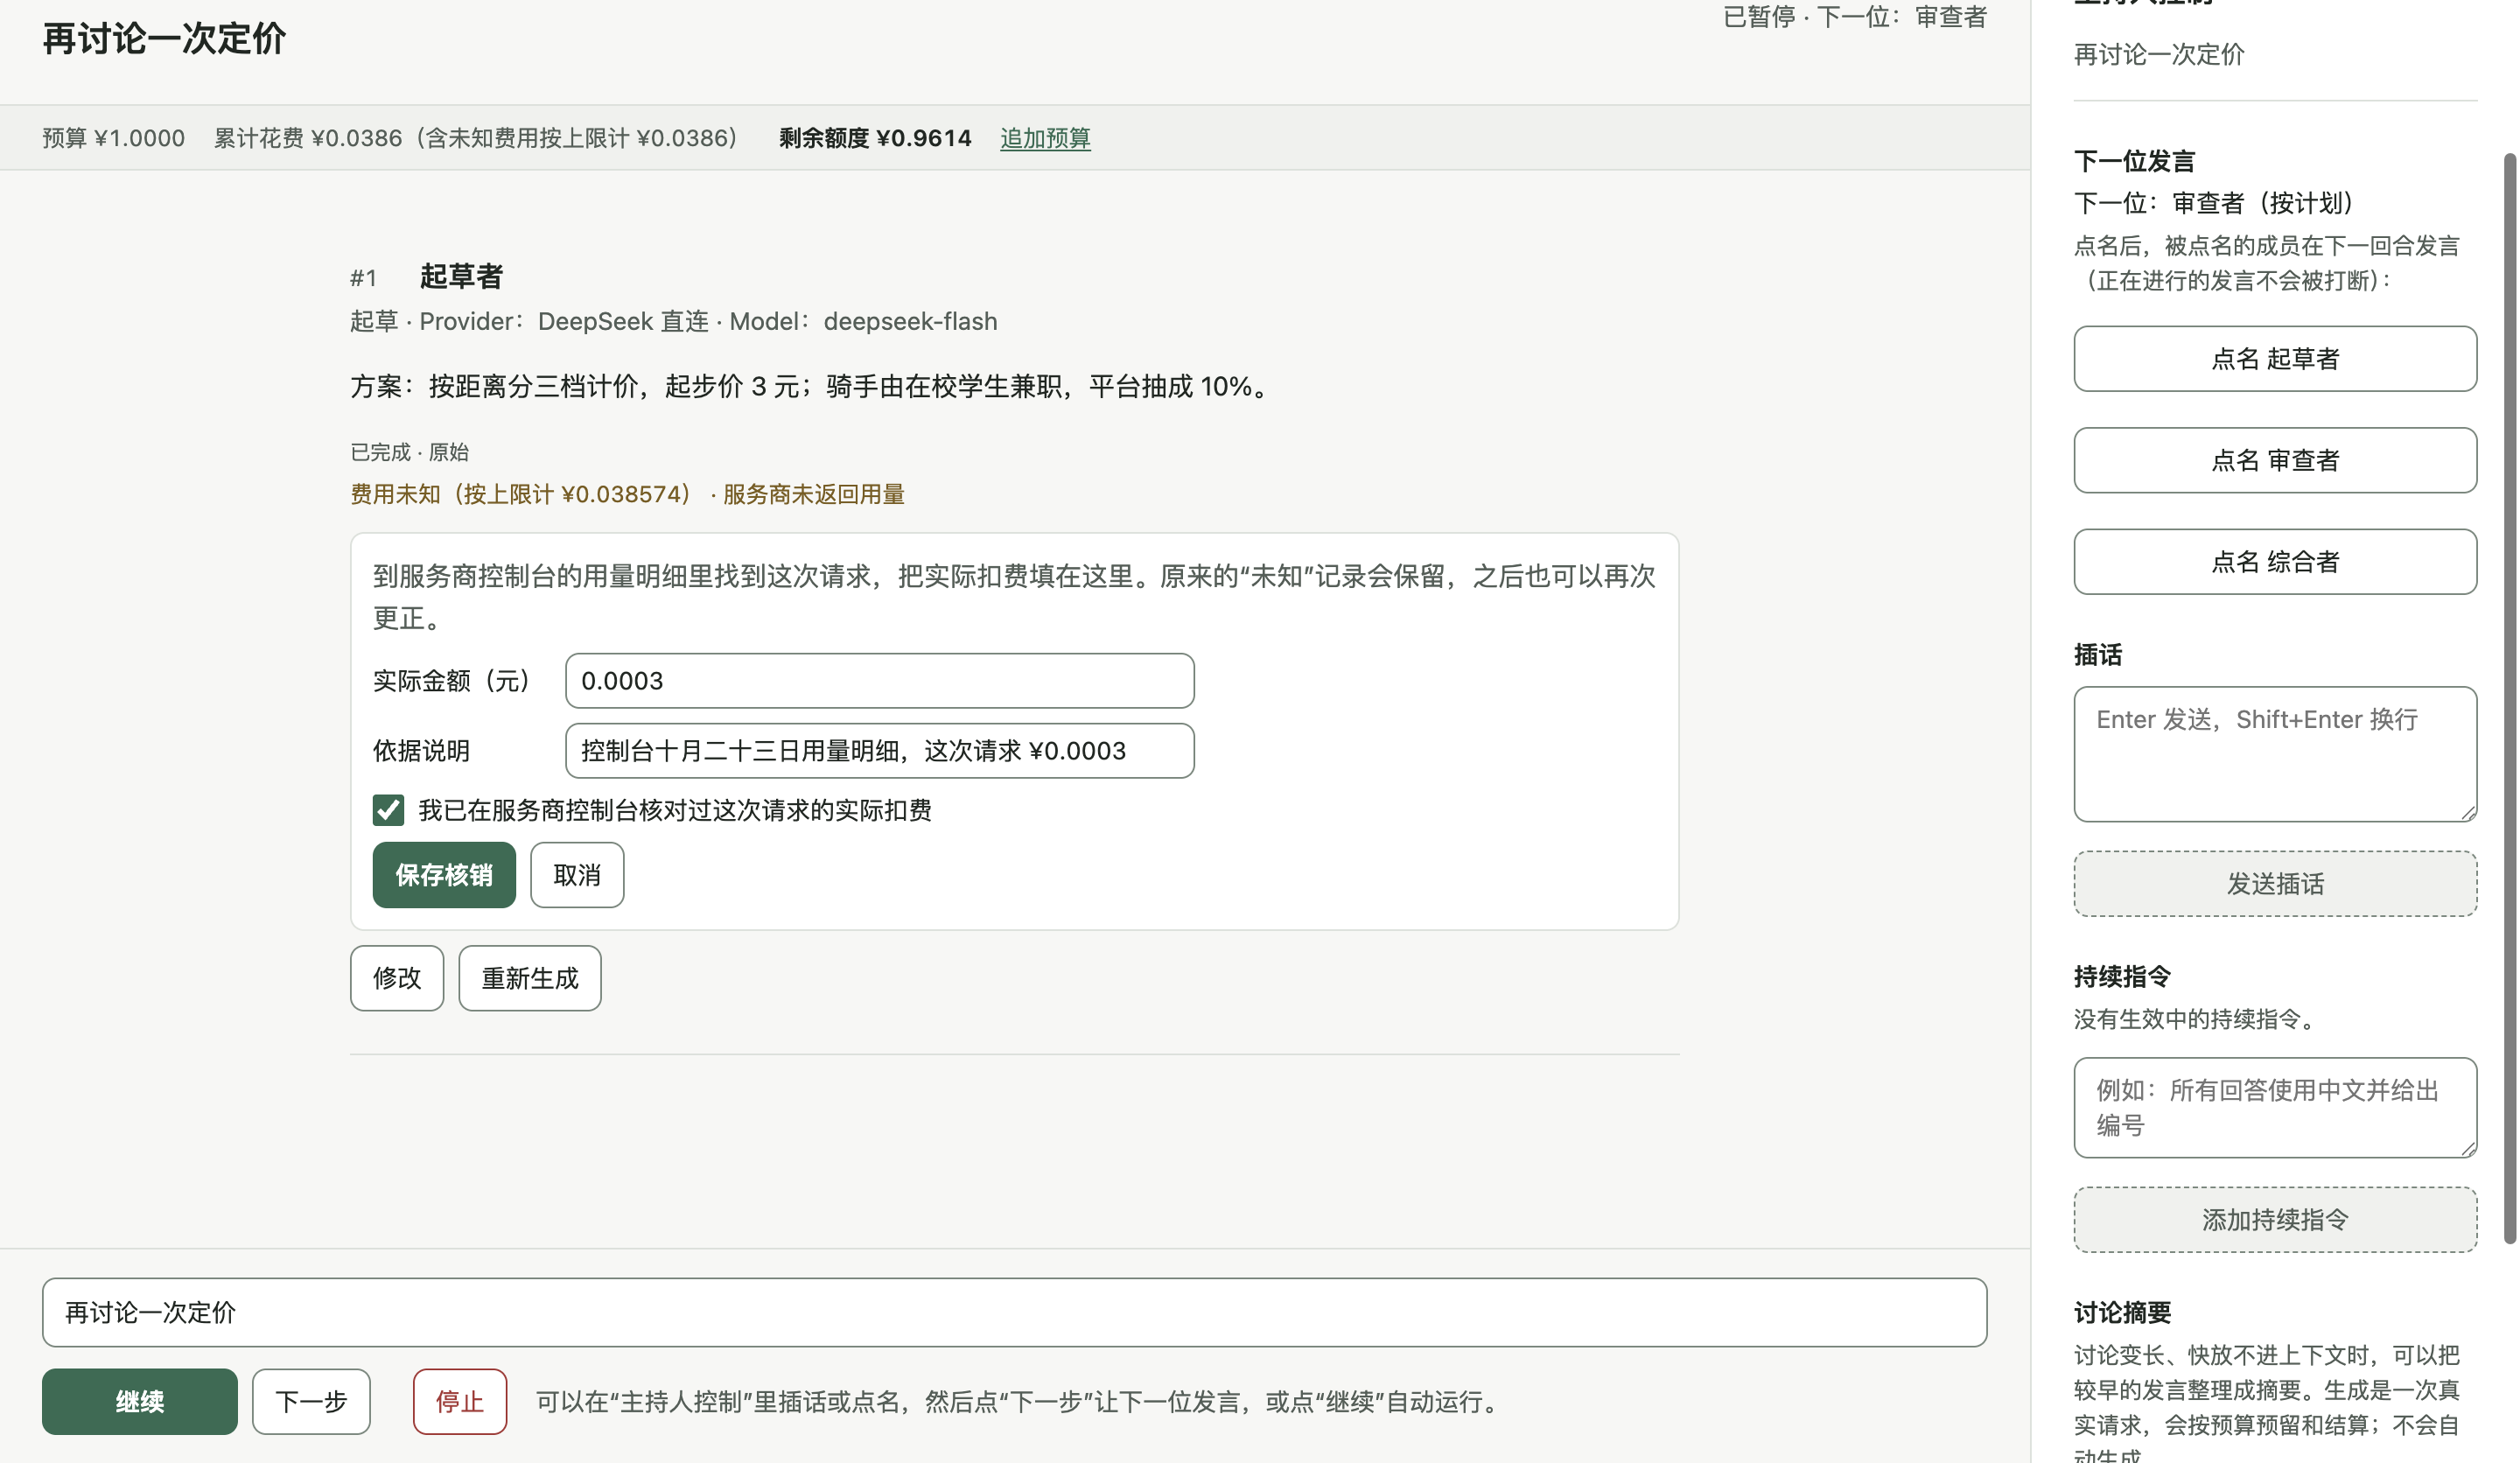 再讨论一次定价
已暂停 · 下一位：审查者
预算 ¥1.0000 累计花费 ¥0.0386（含未知费用按上限计 ¥0.0386） 剩余额度 ¥0.9614 追加预算
#1 起草者
起草 · Provider：DeepSeek 直连 · Model：deepseek-flash
方案：按距离分三档计价，起步价 3 元；骑手由在校学生兼职，平台抽成 10%。
已完成 · 原始
费用未知（按上限计 ¥0.038574） · 服务商未返回用量
到服务商控制台的用量明细里找到这次请求，把实际扣费填在这里。原来的“未知”记录会保留，之后也可以再次
更正。
实际金额（元） 0.0003
依据说明 控制台十月二十三日用量明细，这次请求 ¥0.0003
我已在服务商控制台核对过这次请求的实际扣费
保存核销 取消
修改 重新生成
再讨论一次定价
继续 下一步 停止 可以在“主持人控制”里插话或点名，然后点“下一步”让下一位发言，或点“继续”自动运行。
再讨论一次定价
下一位发言
下一位：审查者（按计划）
点名后，被点名的成员在下一回合发言
（正在进行的发言不会被打断）：
点名 起草者
点名 审查者
点名 综合者
插话
Enter 发送，Shift+Enter 换行
发送插话
持续指令
没有生效中的持续指令。
例如：所有回答使用中文并给出
编号
添加持续指令
讨论摘要
讨论变长、快放不进上下文时，可以把
较早的发言整理成摘要。生成是一次真
实请求，会按预算预留和结算；不会自
动生成